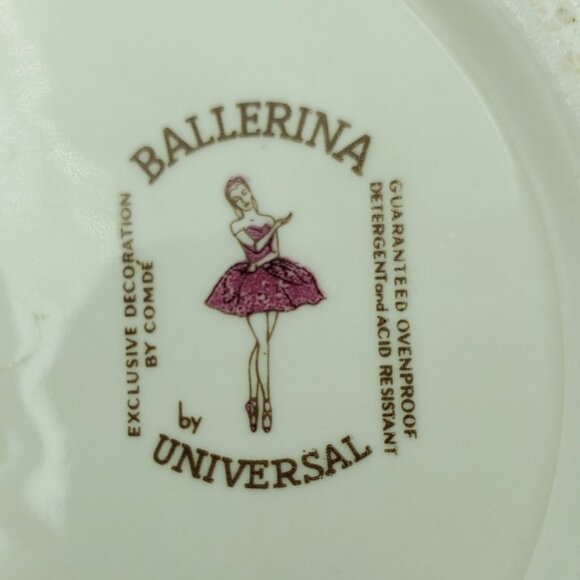 BALLERINA
EXCLUSIVE DECORATION
BY COMDÉ
GUARANTEED OVENPROOF
DETERGENT and ACID RESISTANT
by
UNIVERSAL